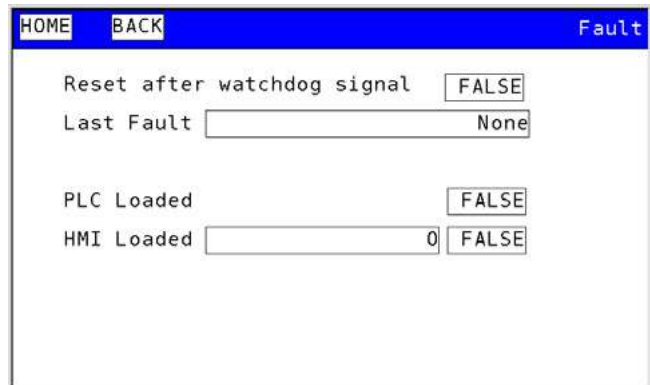 HOME BACK Fault
Reset after watchdog signal FALSE
Last Fault None
PLC Loaded FALSE
HMI Loaded 0 FALSE